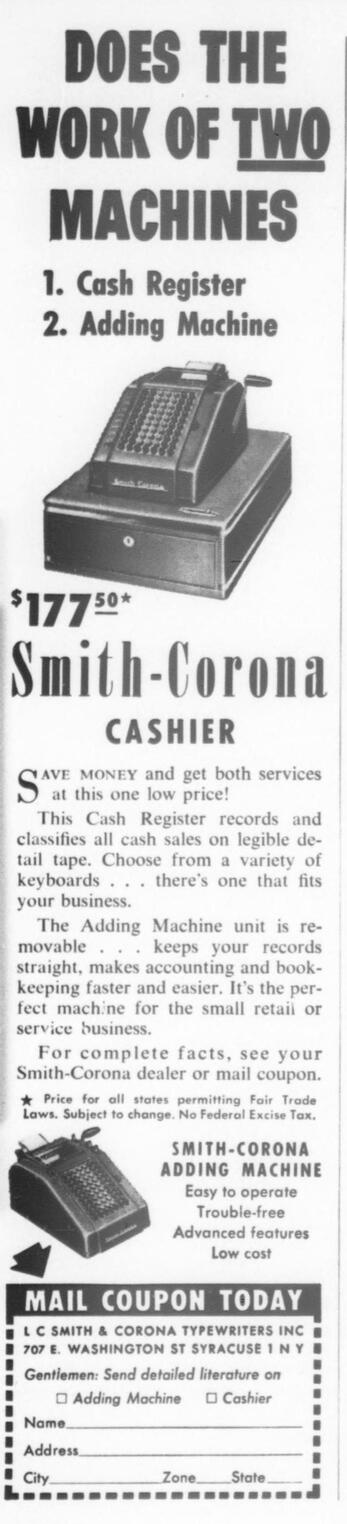 DOES THE
WORK OF TWO
MACHINES
1. Cash Register
2. Adding Machine
Smith-Corona
$177 50*
Smith-Corona
CASHIER
SAVE MONEY and get both services
at this one low price!
This Cash Register records and
classifies all cash sales on legible de-
tail tape. Choose from a variety of
keyboards . . . there's one that fits
your business.
The Adding Machine unit is re-
movable . . . keeps your records
straight, makes accounting and book-
keeping faster and easier. It's the per-
fect machine for the small retail or
service business.
For complete facts, see your
Smith-Corona dealer or mail coupon.
★ Price for all states permitting Fair Trade
Laws. Subject to change. No Federal Excise Tax.
SMITH-CORONA
ADDING MACHINE
Easy to operate
Trouble-free
Advanced features
Low cost
MAIL COUPON TODAY
L C SMITH & CORONA TYPEWRITERS INC
707 E. WASHINGTON ST SYRACUSE 1 N Y
Gentlemen: Send detailed literature on
☐ Adding Machine ☐ Cashier
Name
Address
City Zone State